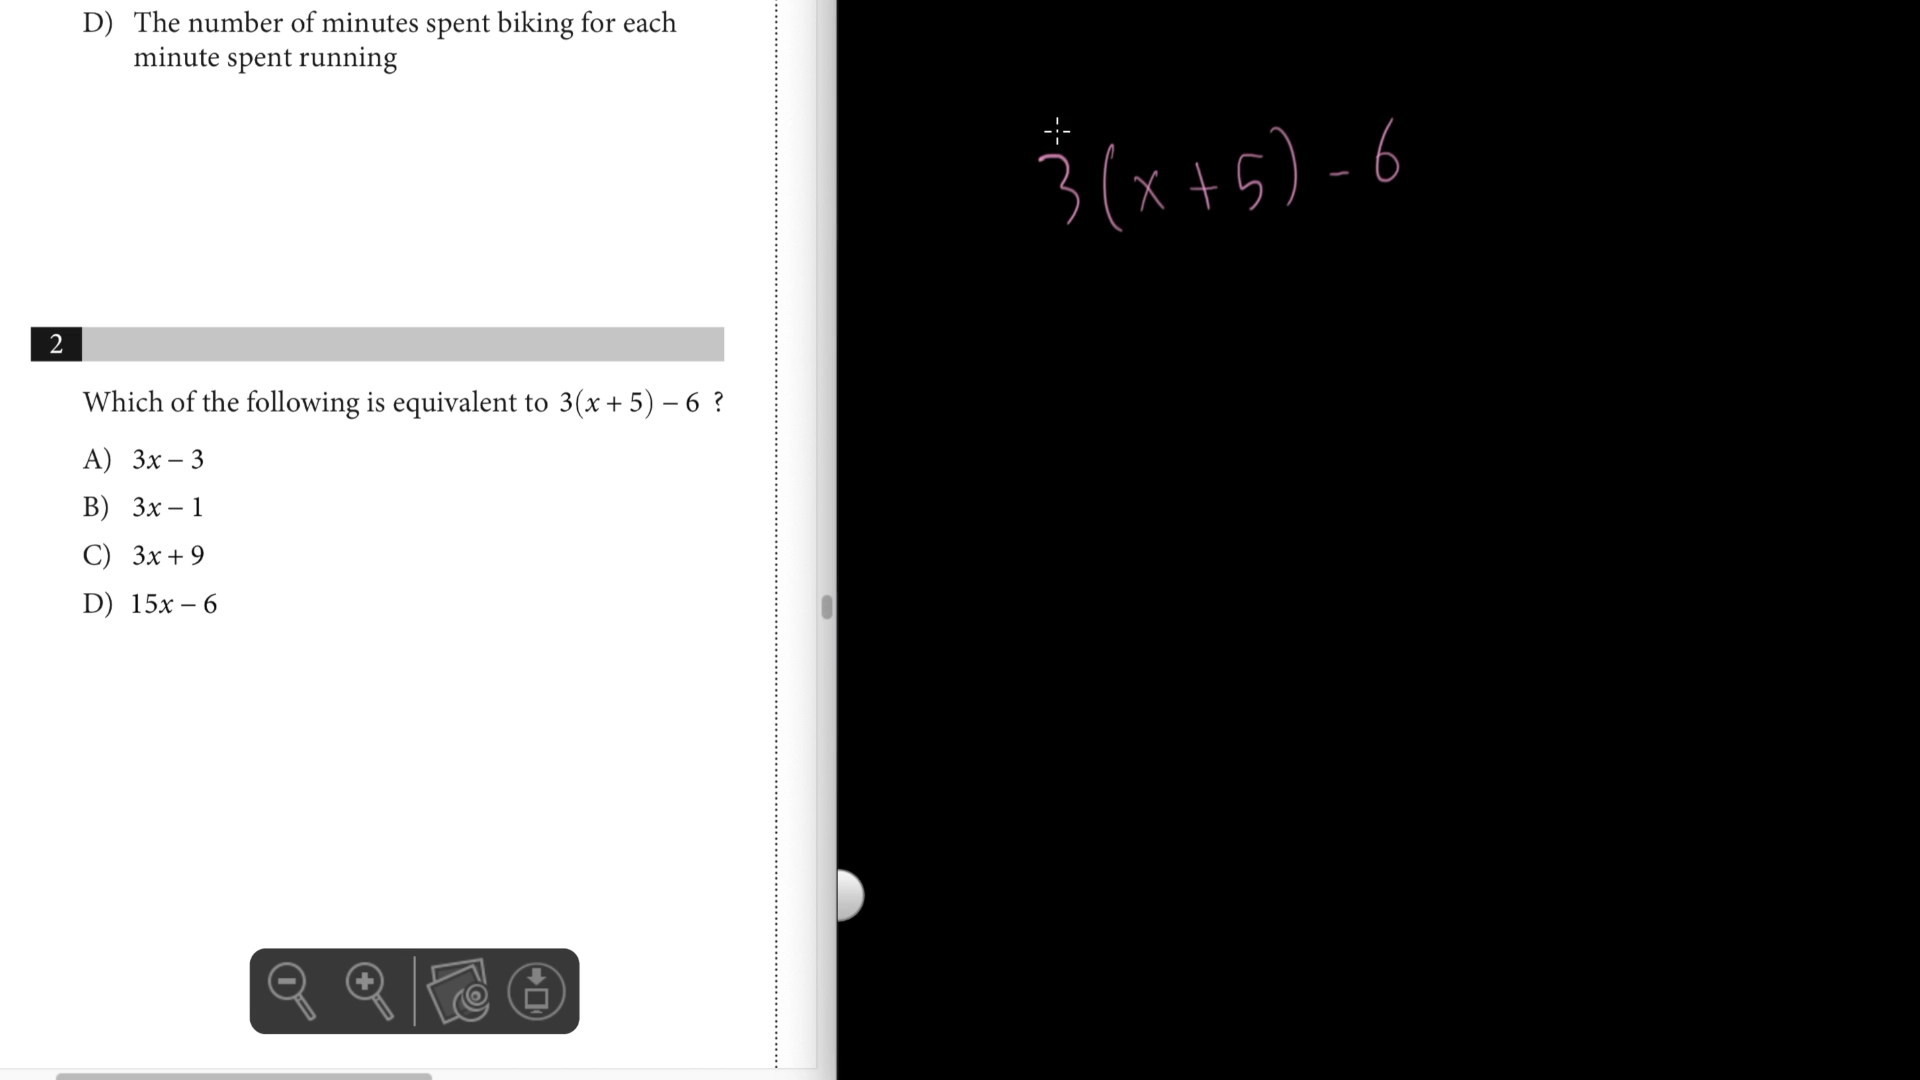 D) The number of minutes spent biking for each
minute spent running
3(x + 5) - 6
2
Which of the following is equivalent to 3(x + 5) – 6 ?
A) 3x – 3
B) 3x – 1
C) 3x + 9
D) 15x – 6